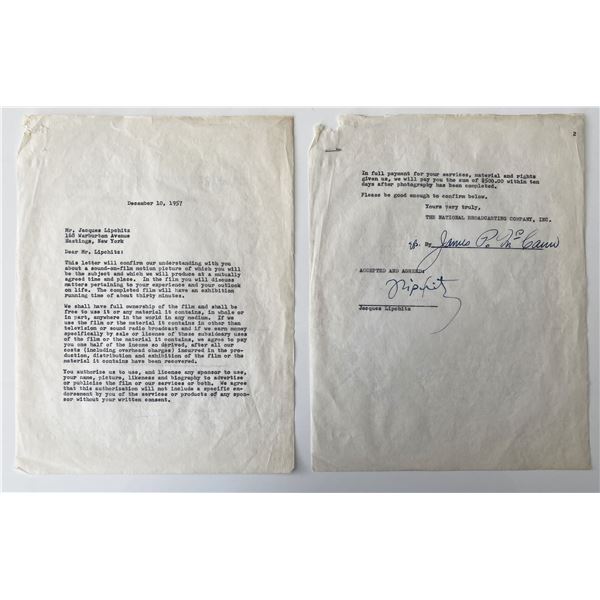 December 10, 1957
Mr. Jacques Lipchitz
168 Warburton Avenue
Hastings, New York
Dear Mr. Lipchitz:
This letter will confirm our understanding with you
about a sound-on-film motion picture of which you will
be the subject and which we will produce at a mutually
agreed time and place. In the film you will discuss
matters pertaining to your experience and your outlook
on life. The completed film will have an exhibition
running time of about thirty minutes.
We shall have full ownership of the film and shall be
free to use it or any material it contains, in whole or
in part, anywhere in the world in any medium. If we
use the film or the material it contains in other than
television or sound radio broadcast and if we earn money
specifically by sale or license of these subsidiary uses
of the film or the material it contains, we agree to pay
you one half of the income so derived, after all our
costs (including overhead charges) incurred in the pro-
duction, distribution and exhibition of the film or the
material it contains have been recovered.
You authorize us to use, and license any sponsor to use,
your name, picture, likeness and biography to advertise
or publicize the film or our services or both. We agree
that this authorization will not include a specific en-
dorsement by you of the services or products of any spon-
sor without your written consent.
2
In full payment for your services, material and rights
given us, we will pay you the sum of $500.00 within ten
days after photography has been completed.
Please be good enough to confirm below.
Yours very truly,
THE NATIONAL BROADCASTING COMPANY, INC.
By James P. McCann
ACCEPTED AND AGREED:
Lipchitz
Jacques Lipchitz